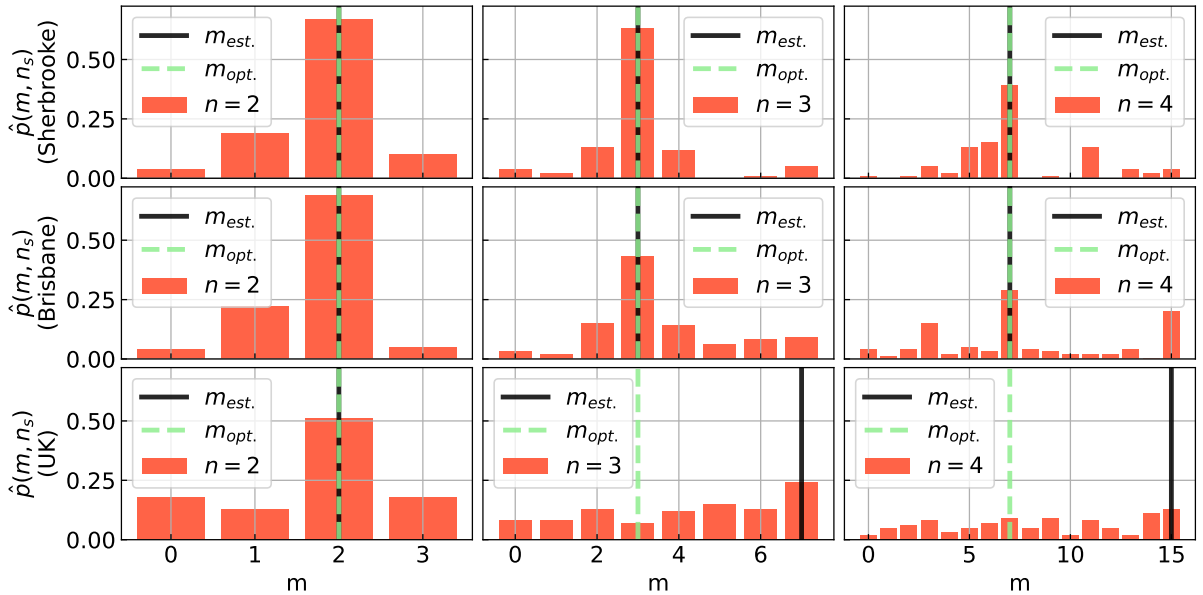 p̂(m, n_s)
(Sherbrooke)
0.50
0.25
0.00
m_est.
m_opt.
n = 2
m_est.
m_opt.
n = 3
m_est.
m_opt.
n = 4
p̂(m, n_s)
(Brisbane)
0.50
0.25
0.00
m_est.
m_opt.
n = 2
m_est.
m_opt.
n = 3
m_est.
m_opt.
n = 4
p̂(m, n_s)
(UK)
0.50
0.25
0.00
m_est.
m_opt.
n = 2
m_est.
m_opt.
n = 3
m_est.
m_opt.
n = 4
0 1 2 3
0 2 4 6
0 5 10 15
m
m
m